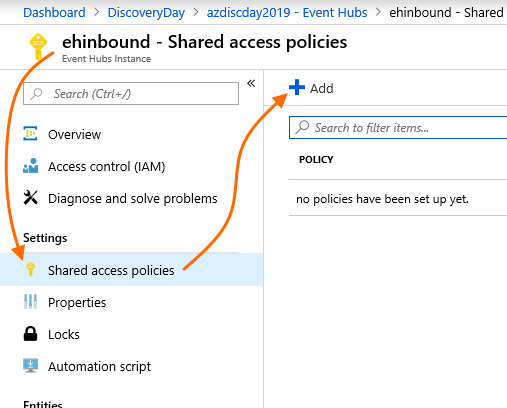 Dashboard > DiscoveryDay > azdiscday2019 - Event Hubs > ehinbound - Shared
ehinbound - Shared access policies
Event Hubs Instance
Search (Ctrl+/)
Overview
Access control (IAM)
Diagnose and solve problems
Settings
Shared access policies
Properties
Locks
Automation script
Entities
«
Add
Search to filter items...
POLICY
no policies have been set up yet.